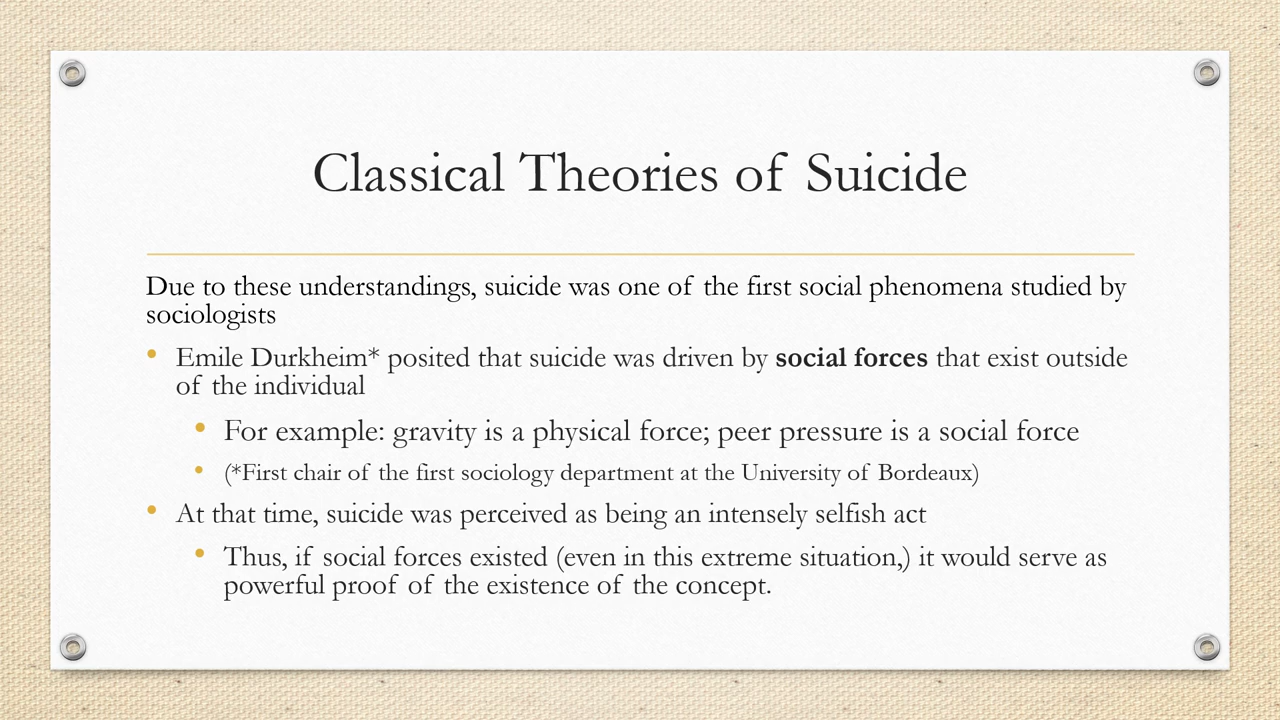 Classical Theories of Suicide
Due to these understandings, suicide was one of the first social phenomena studied by
sociologists
• Emile Durkheim* posited that suicide was driven by social forces that exist outside
of the individual
• For example: gravity is a physical force; peer pressure is a social force
• (*First chair of the first sociology department at the University of Bordeaux)
• At that time, suicide was perceived as being an intensely selfish act
• Thus, if social forces existed (even in this extreme situation,) it would serve as
powerful proof of the existence of the concept.